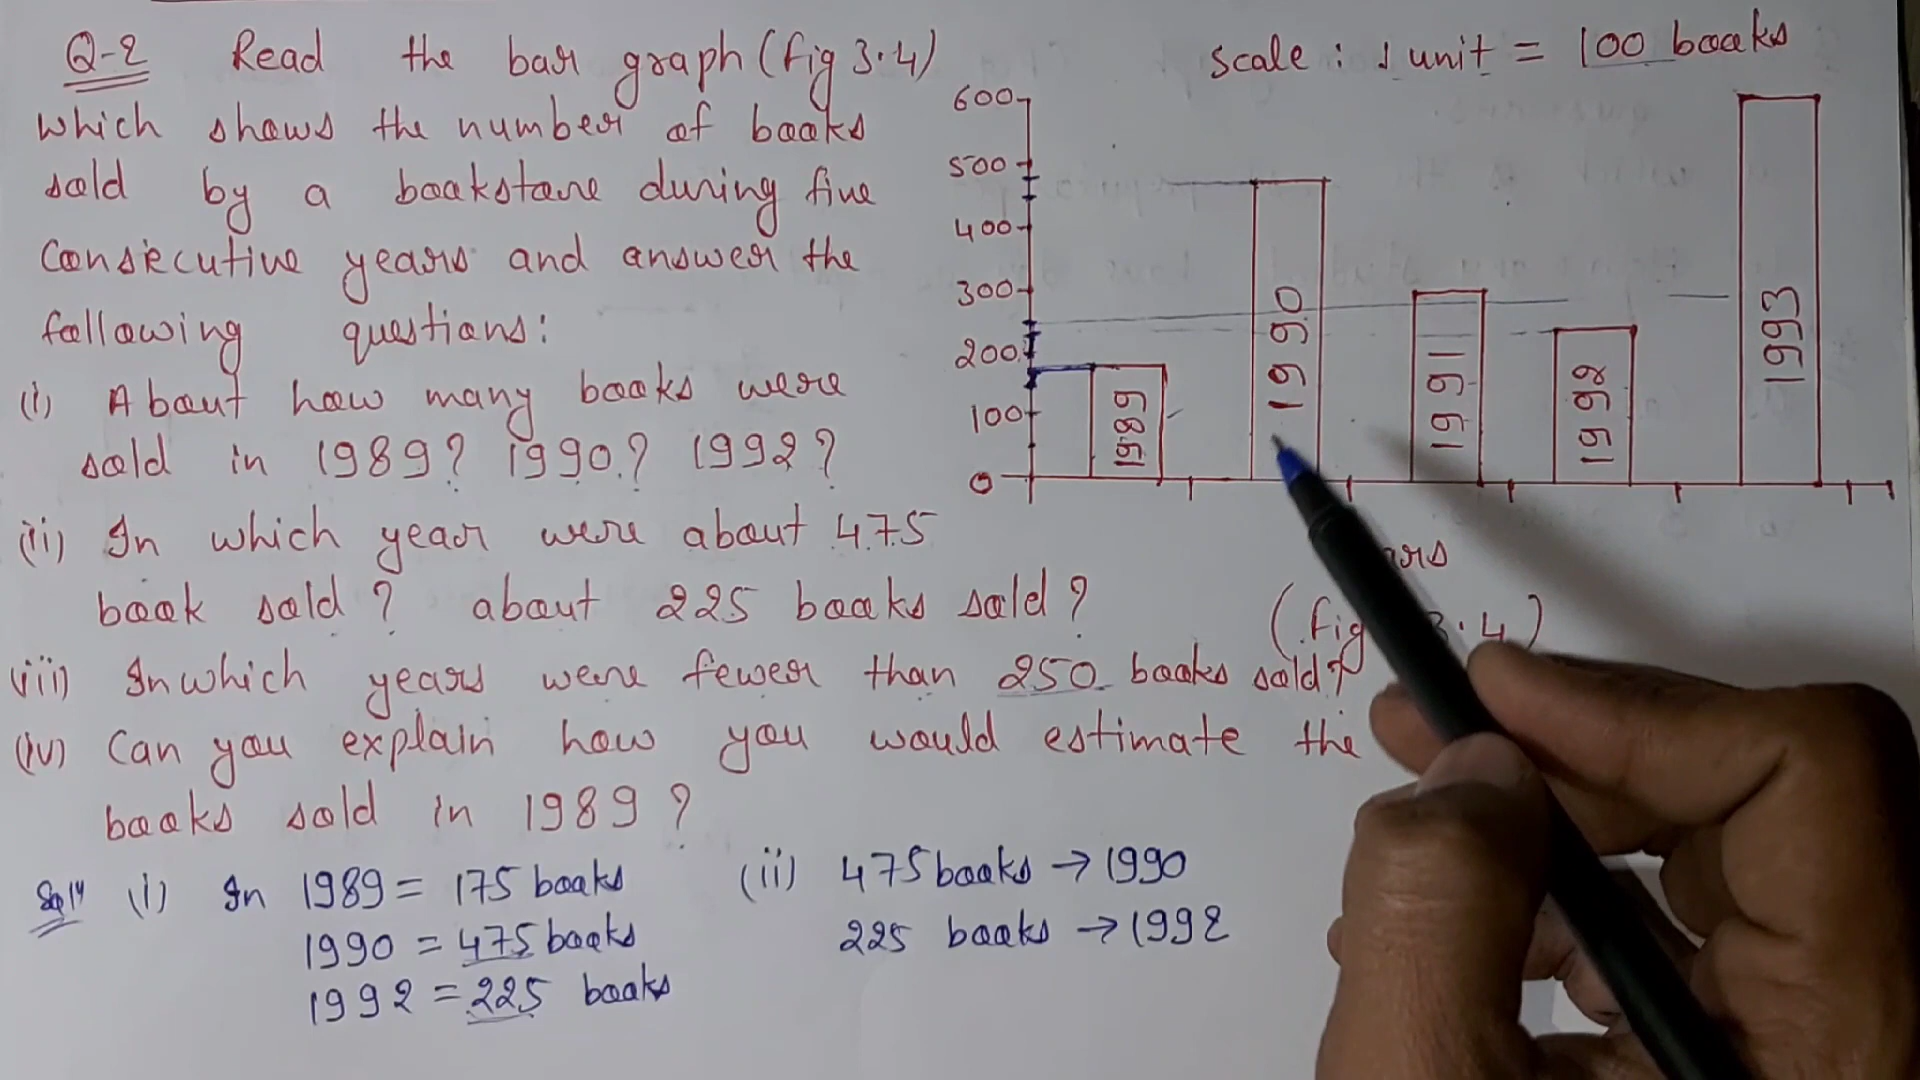 Q-2 Read the bar graph (fig 3.4)
which shows the number of books
sold by a bookstore during five
Consecutive years and answer the
following questions:
(i) About how many books were
sold in 1989? 1990? 1992?
(ii) In which year were about 475
book sold? about 225 books sold?
(iii) In which years were fewer than 250 books sold?
(iv) Can you explain how you would estimate the
books sold in 1989?
Solⁿ (i) In 1989 = 175 books
1990 = 475 books
1992 = 225 books
(ii) 475 books → 1990
225 books → 1992
scale : 1 unit = 100 books
600
500
400
300
200
100
0
1989
1990
1991
1992
1993
(fig 3.4)